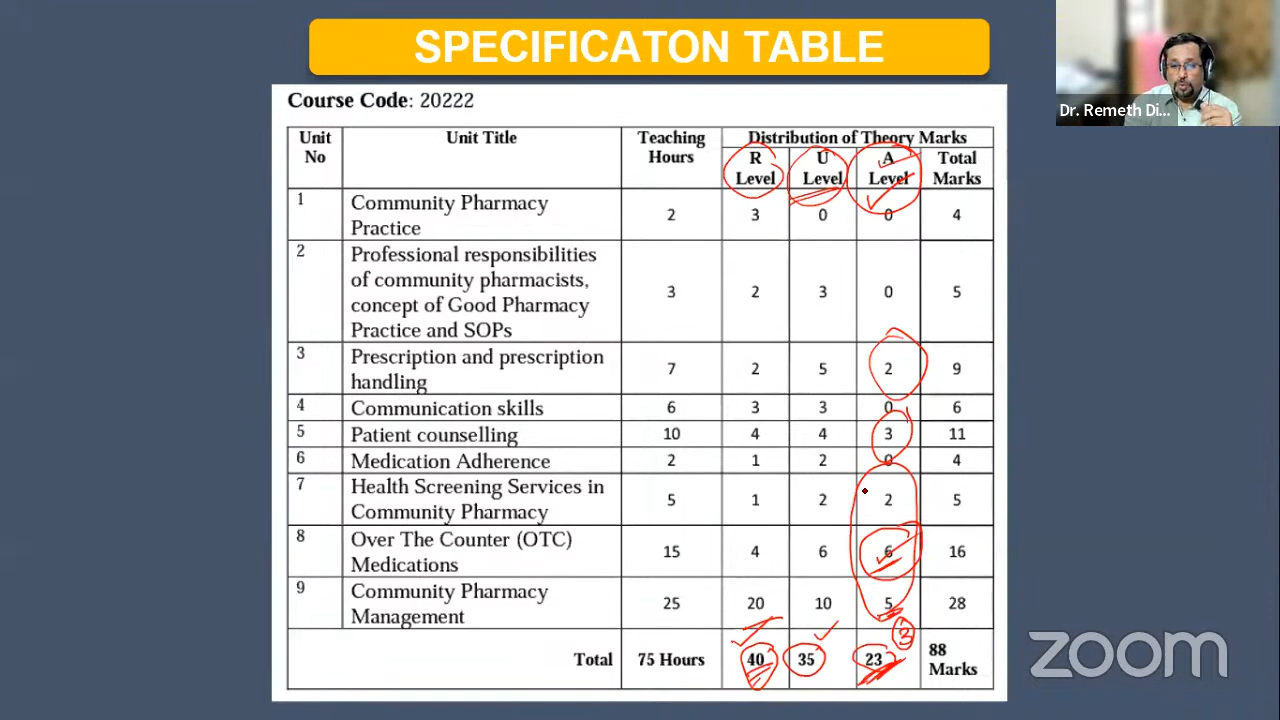 SPECIFICATON TABLE
Dr. Remeth Di...
Course Code: 20222
Unit No Unit Title Teaching Hours Distribution of Theory Marks
R Level U Level A Level Total Marks
1 Community Pharmacy Practice 2 3 0 0 4
2 Professional responsibilities of community pharmacists, concept of Good Pharmacy Practice and SOPs 3 2 3 0 5
3 Prescription and prescription handling 7 2 5 2 9
4 Communication skills 6 3 3 0 6
5 Patient counselling 10 4 4 3 11
6 Medication Adherence 2 1 2 0 4
7 Health Screening Services in Community Pharmacy 5 1 2 2 5
8 Over The Counter (OTC) Medications 15 4 6 6 16
9 Community Pharmacy Management 25 20 10 5 28
3
Total 75 Hours 40 35 23 88 Marks
zoom